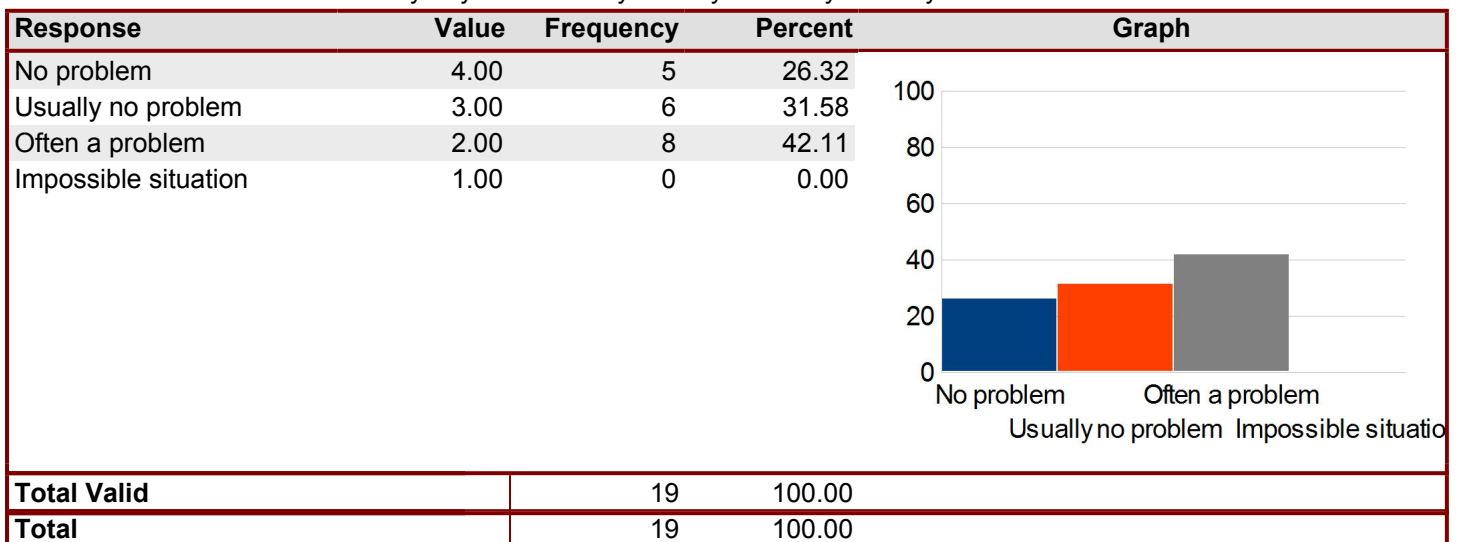 Response Value Frequency Percent Graph
No problem 4.00 5 26.32
Usually no problem 3.00 6 31.58
Often a problem 2.00 8 42.11
Impossible situation 1.00 0 0.00
100
80
60
40
20
0
No problem Often a problem
Usually no problem Impossible situatio
Total Valid 19 100.00
Total 19 100.00